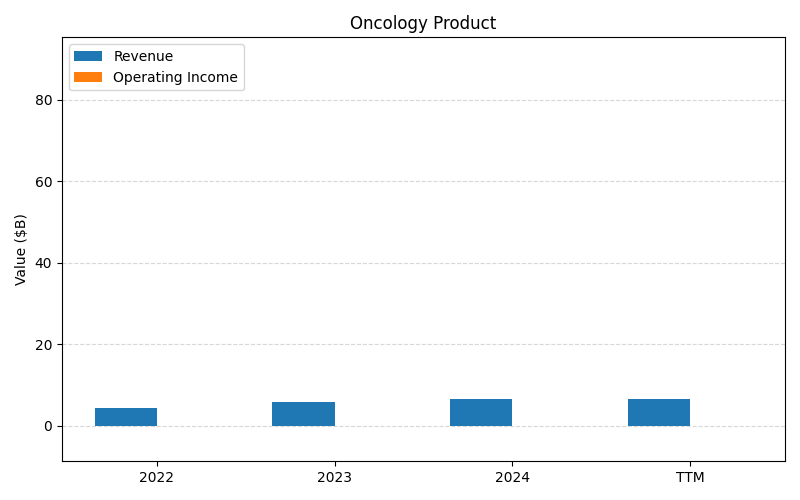 Oncology Product
Revenue
Operating Income
80
60
40
20
0
Value ($B)
2022 2023 2024 TTM